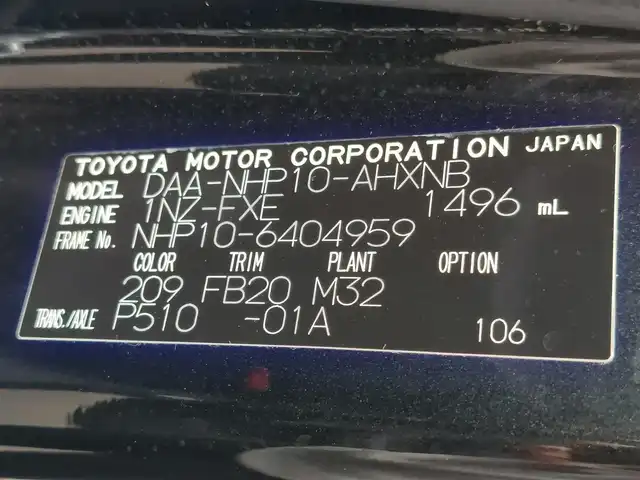 TOYOTA MOTOR CORPORATION JAPAN
MODEL DAA-NHP10-AHXNB
ENGINE 1NZ-FXE 1496 mL
FRAME No. NHP10-6404959
COLOR TRIM PLANT OPTION
209 FB20 M32
TRANS./AXLE P510 -01A 106